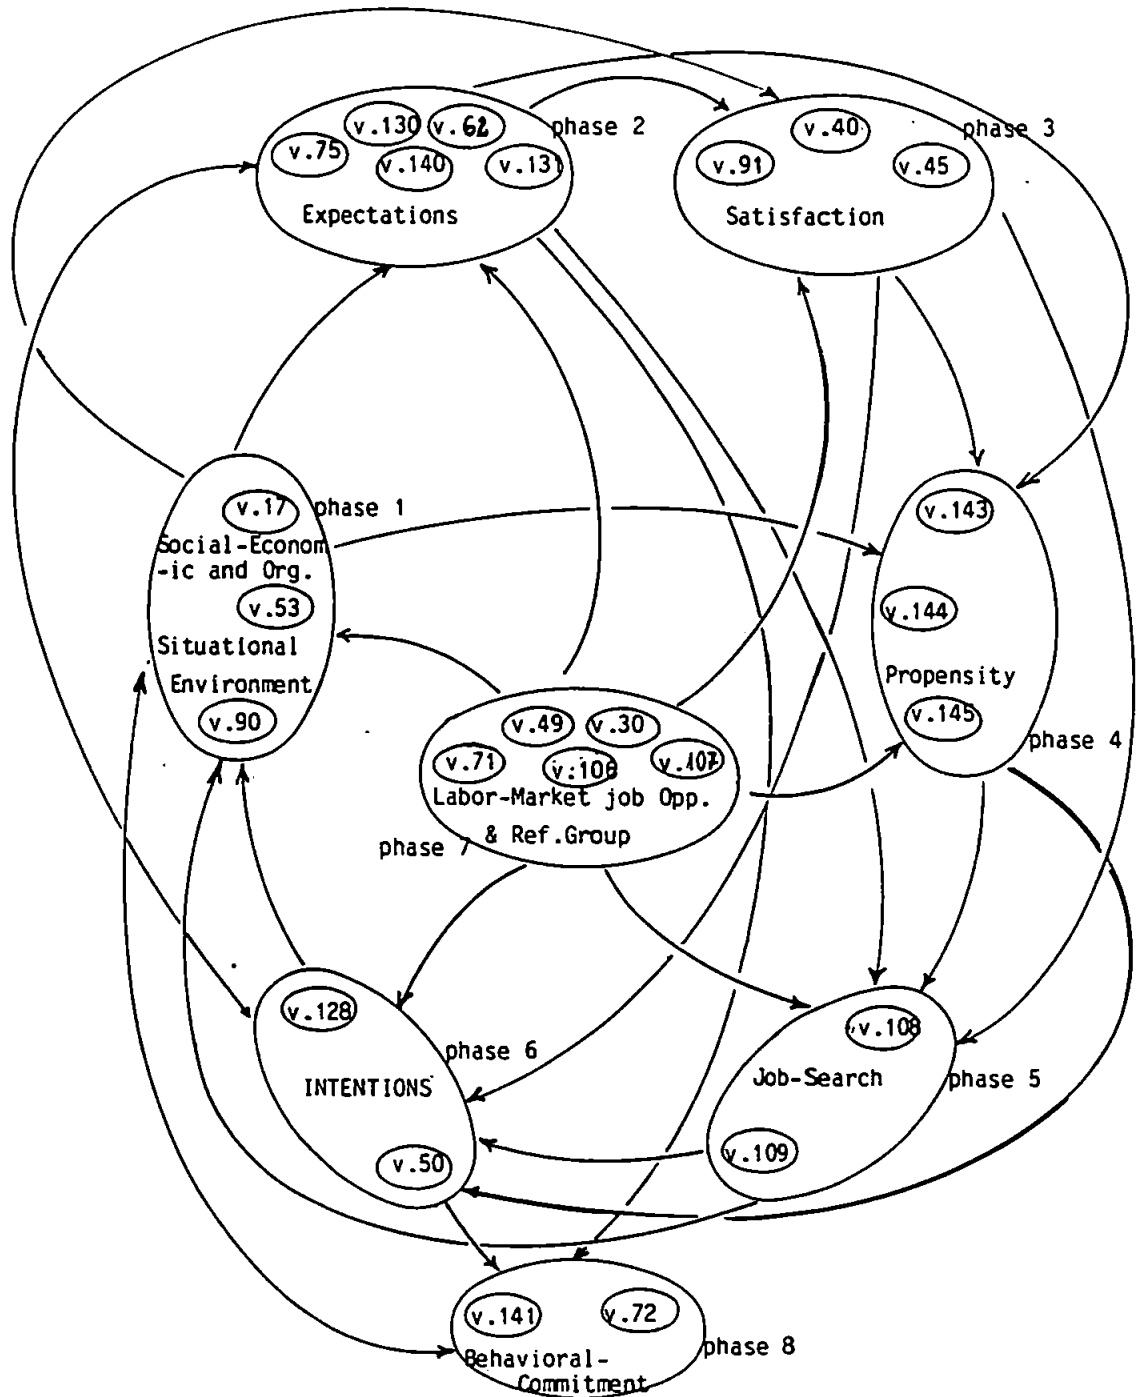 v.130
v.62
phase 2
v.75
v.140
v.131
Expectations
v.40
phase 3
v.91
v.45
Satisfaction
v.17
phase 1
Social-Econom
-ic and Org.
v.53
Situational
Environment
v.90
v.143
v.144
Propensity
v.145
phase 4
v.49
v.30
v.71
v.106
v.107
Labor-Market job Opp.
& Ref.Group
phase 7
v.128
phase 6
INTENTIONS
v.50
v.108
Job-Search
phase 5
v.109
v.141
v.72
phase 8
Behavioral-
Commitment